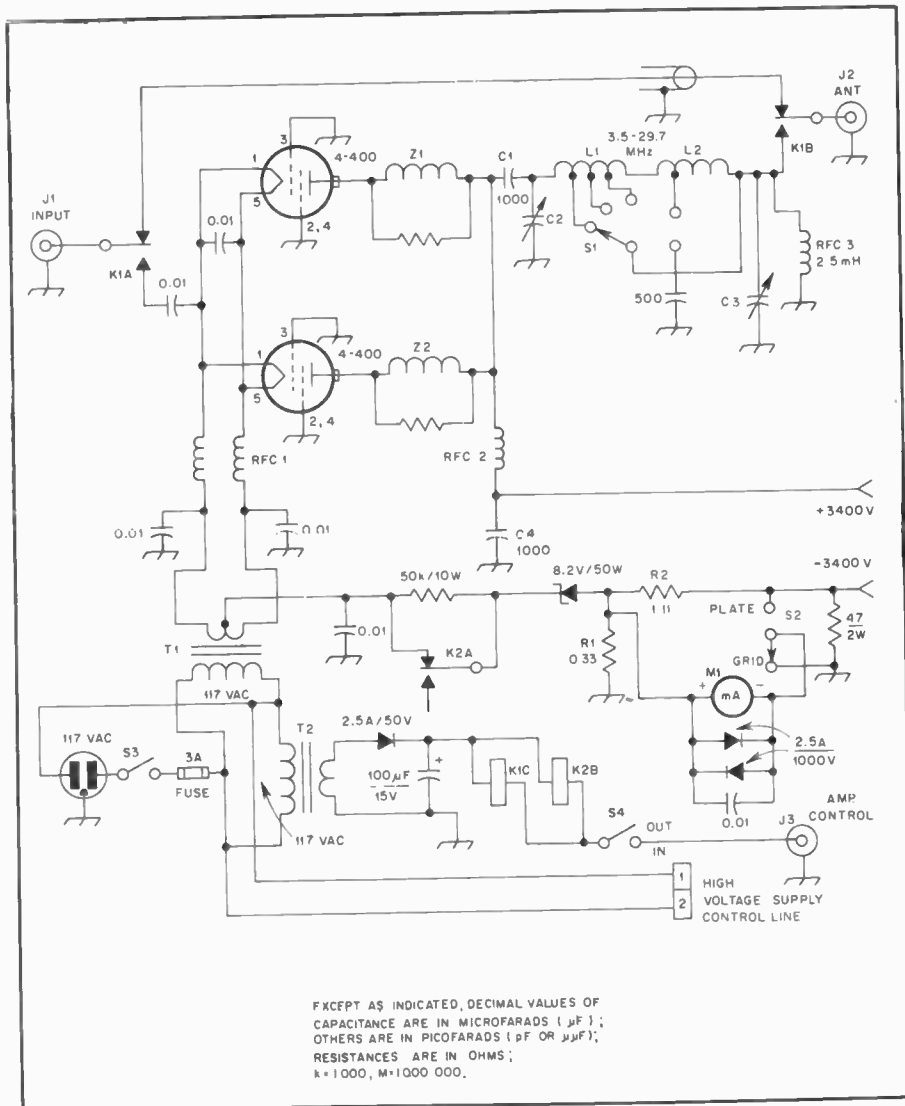 J2
ANT
K1B
3.5-29.7
MHz
L1
L2
3
4-400
Z1
C1
1000
1
5
2,4
J1
INPUT
K1A
0.01
0.01
C2
S1
500
C3
RFC 3
2.5mH
3
4-400
Z2
1
5
2,4
RFC 1
RFC 2
0.01
0.01
C4
1000
+3400V
-3400V
50k/10W
8.2V/50W
R2
PLATE
S2
47
2W
0.01
K2A
R1
0.33
GRID
T1
M1
+
-
mA
117 VAC
117 VAC
S3
3A
FUSE
T2
2.5A/50V
100µF
15V
+
K1C
K2B
2.5A
1000V
0.01
S4
OUT
IN
AMP
CONTROL
J3
117 VAC
1
2
HIGH
VOLTAGE SUPPLY
CONTROL LINE
EXCEPT AS INDICATED, DECIMAL VALUES OF
CAPACITANCE ARE IN MICROFARADS (µF);
OTHERS ARE IN PICOFARADS (pF OR µµF);
RESISTANCES ARE IN OHMS;
k=1000, M=1000 000.